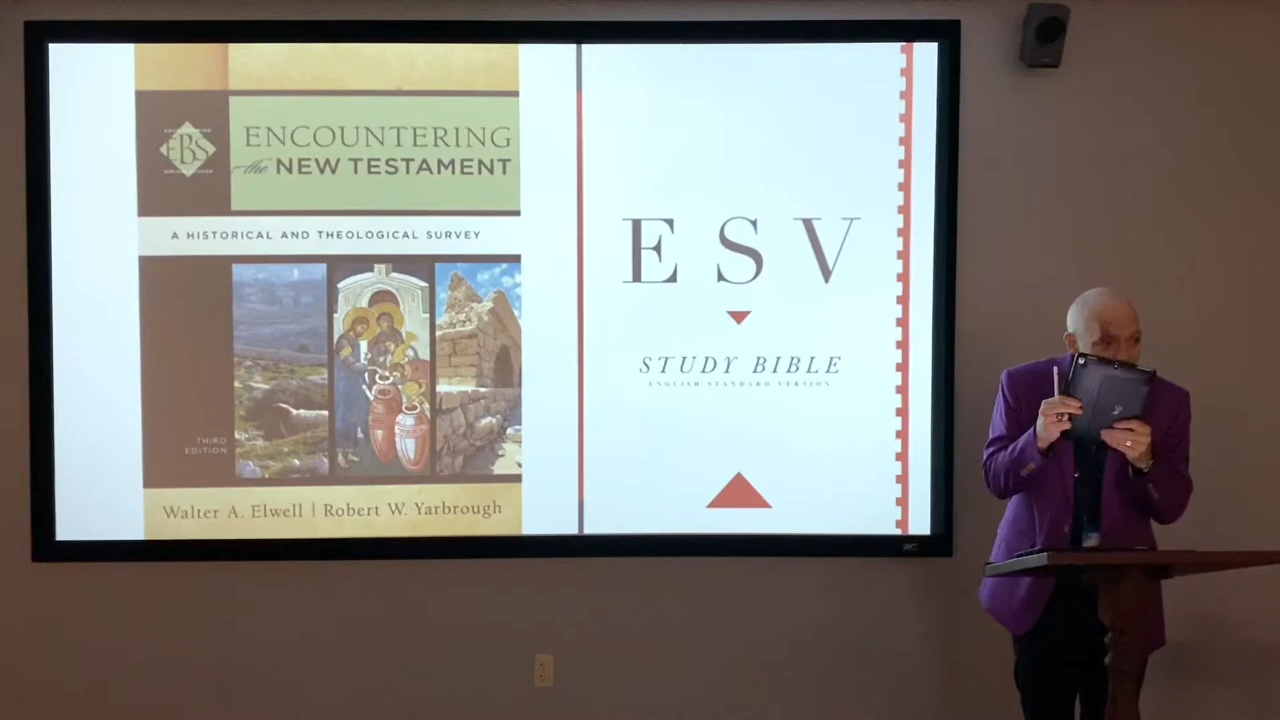 EBS
ENCOUNTERING
the NEW TESTAMENT
A HISTORICAL AND THEOLOGICAL SURVEY
THIRD
EDITION
Walter A. Elwell | Robert W. Yarbrough
ESV
STUDY BIBLE
ENGLISH STANDARD VERSION